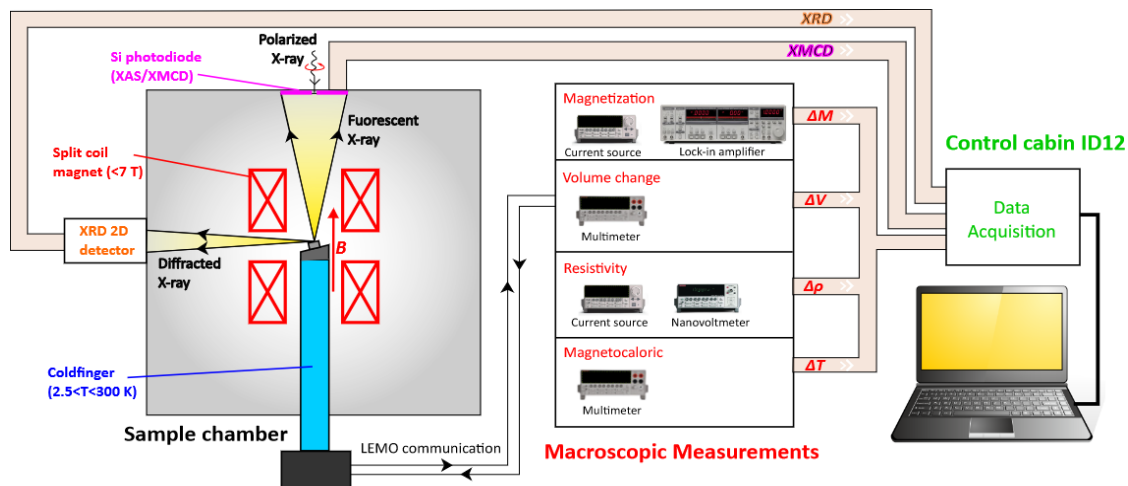 XRD
XMCD
Polarized
X-ray
Si photodiode
(XAS/XMCD)
Fuorescent
X-ray
Split coil
magnet (<7 T)
XRD 2D
detector
Diffracted
X-ray
B
Coldfinger
(2.5<T<300 K)
Sample chamber
LEMO communication
Magnetization
Current source
Lock-in amplifier
ΔM
Volume change
Multimeter
ΔV
Resistivity
Current source
Nanovoltmeter
Δρ
Magnetocaloric
Multimeter
ΔT
Macroscopic Measurements
Control cabin ID12
Data
Acquisition